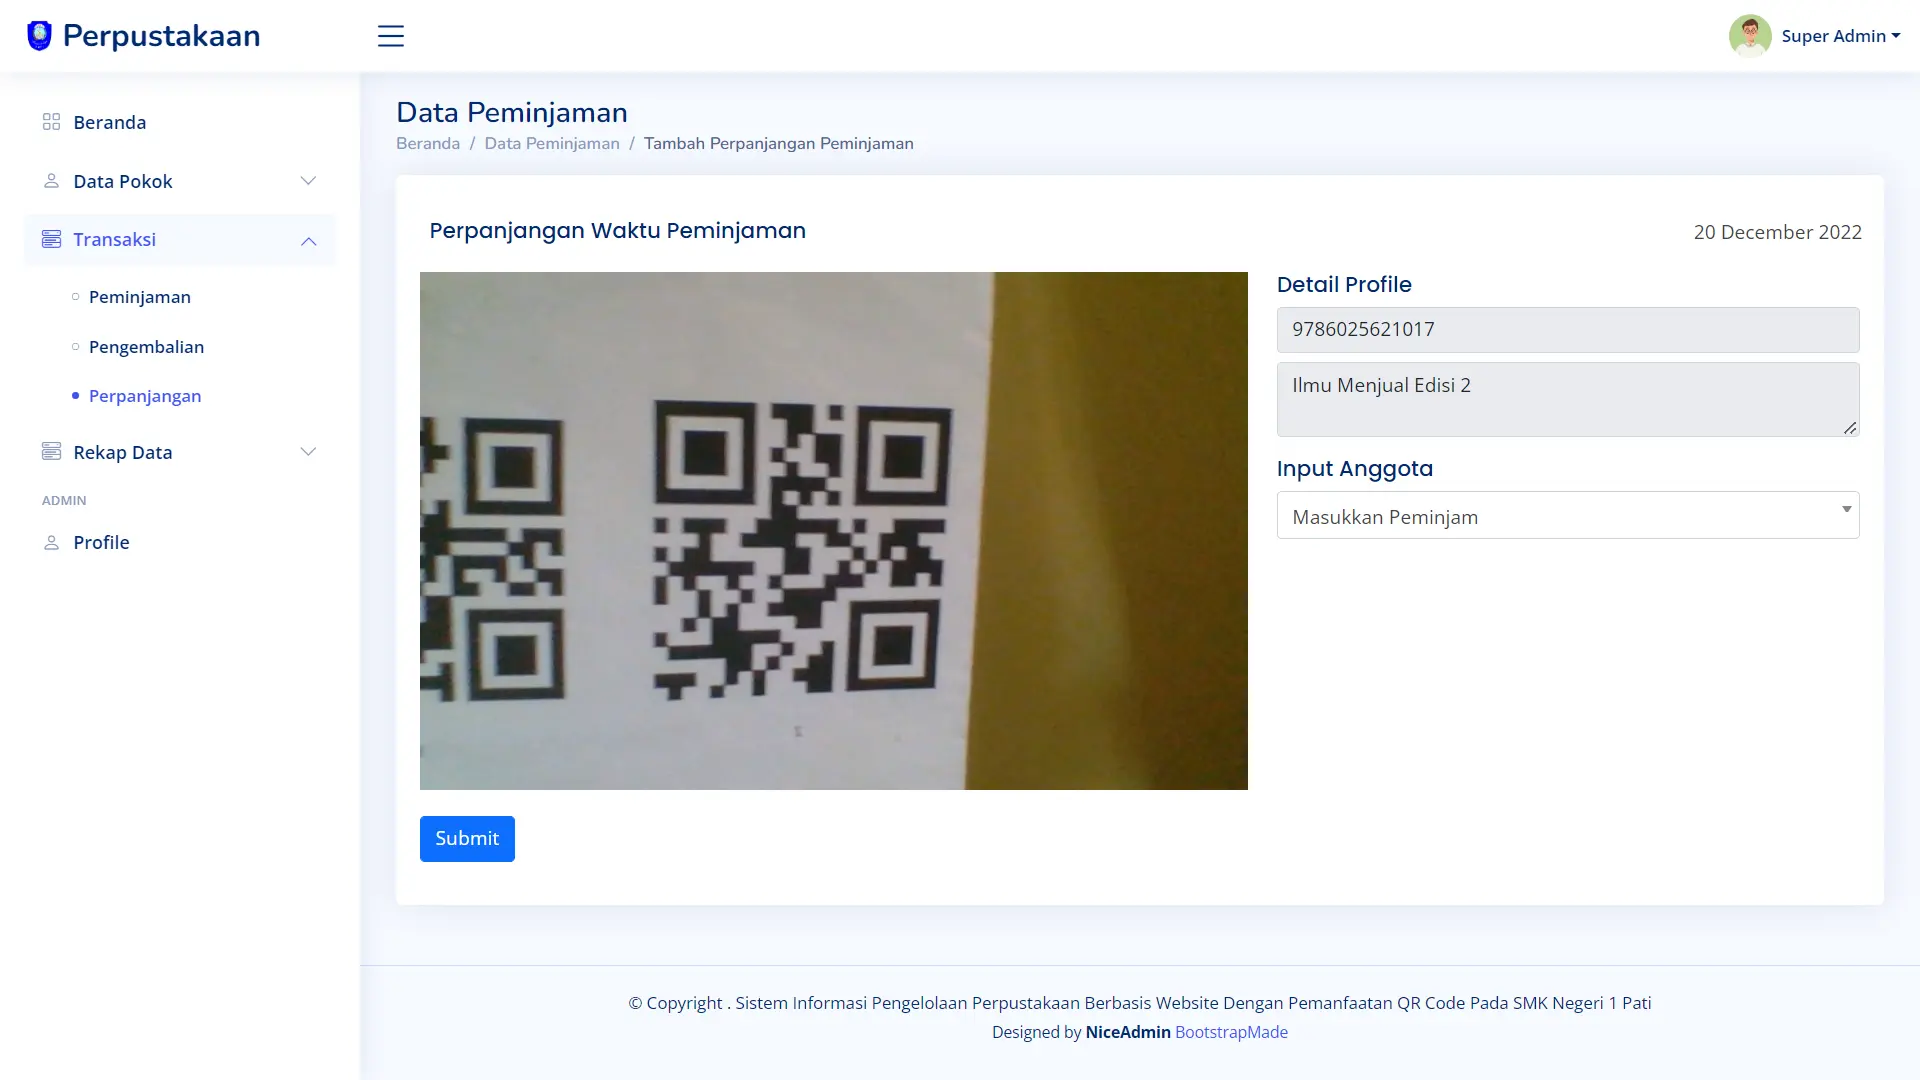 Perpustakaan
Super Admin
Beranda
Data Pokok
Transaksi
Peminjaman
Pengembalian
Perpanjangan
Rekap Data
ADMIN
Profile
Data Peminjaman
Beranda / Data Peminjaman / Tambah Perpanjangan Peminjaman
Perpanjangan Waktu Peminjaman
20 December 2022
Detail Profile
9786025621017
Ilmu Menjual Edisi 2
Input Anggota
Masukkan Peminjam
Submit
© Copyright . Sistem Informasi Pengelolaan Perpustakaan Berbasis Website Dengan Pemanfaatan QR Code Pada SMK Negeri 1 Pati
Designed by NiceAdmin BootstrapMade